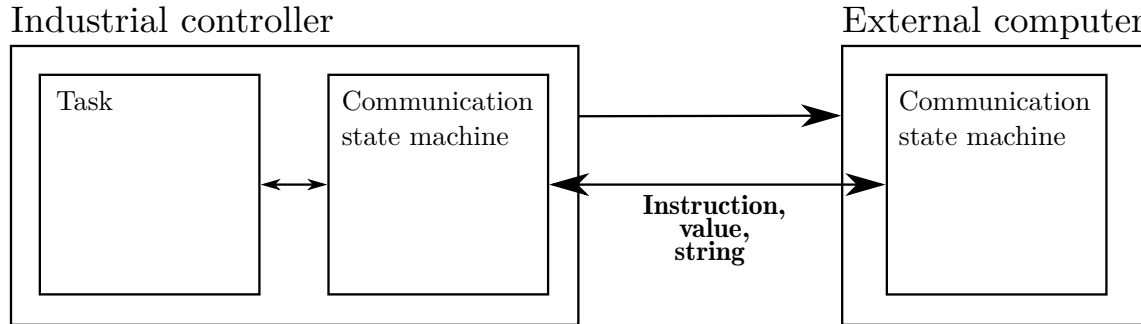 Industrial controller
External computer
Task
Communication
state machine
Communication
state machine
Instruction,
value,
string